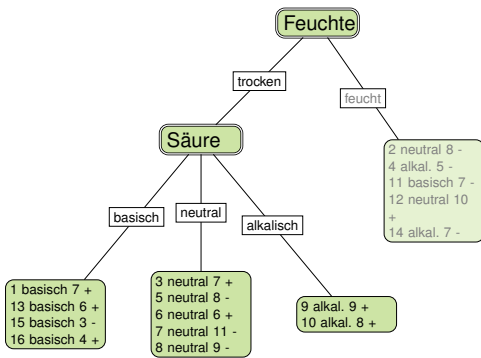 Feuchte
trocken
feucht
Säure
2 neutral 8 -
4 alkal. 5 -
11 basisch 7 -
12 neutral 10
+
14 alkal. 7 -
basisch
neutral
alkalisch
1 basisch 7 +
13 basisch 6 +
15 basisch 3 -
16 basisch 4 +
3 neutral 7 +
5 neutral 8 -
6 neutral 6 +
7 neutral 11 -
8 neutral 9 -
9 alkal. 9 +
10 alkal. 8 +